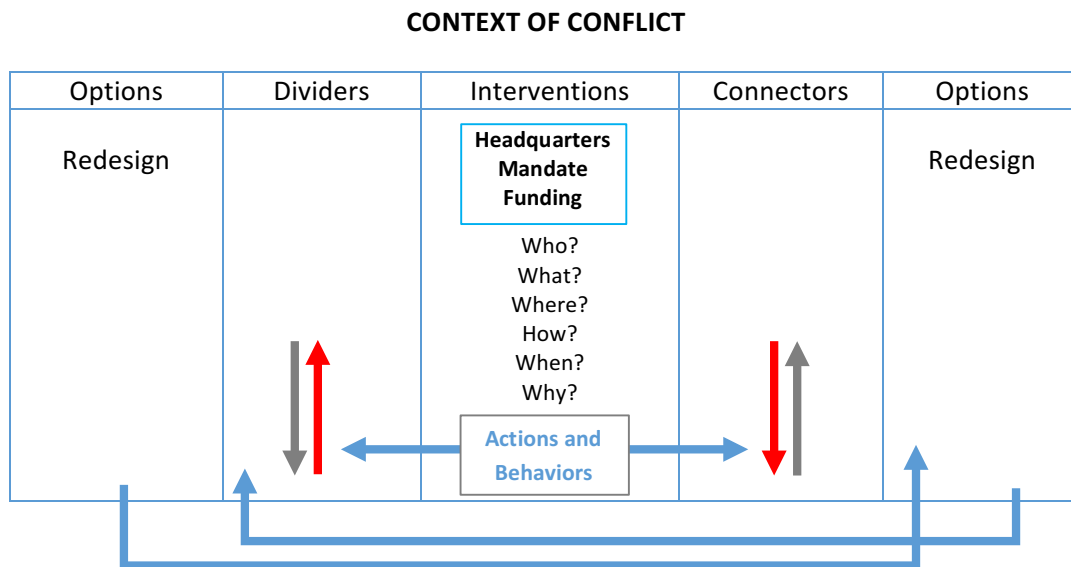 CONTEXT OF CONFLICT
Options
Dividers
Interventions
Connectors
Options
Redesign
Headquarters
Mandate
Funding
Who?
What?
Where?
How?
When?
Why?
Actions and
Behaviors
Redesign